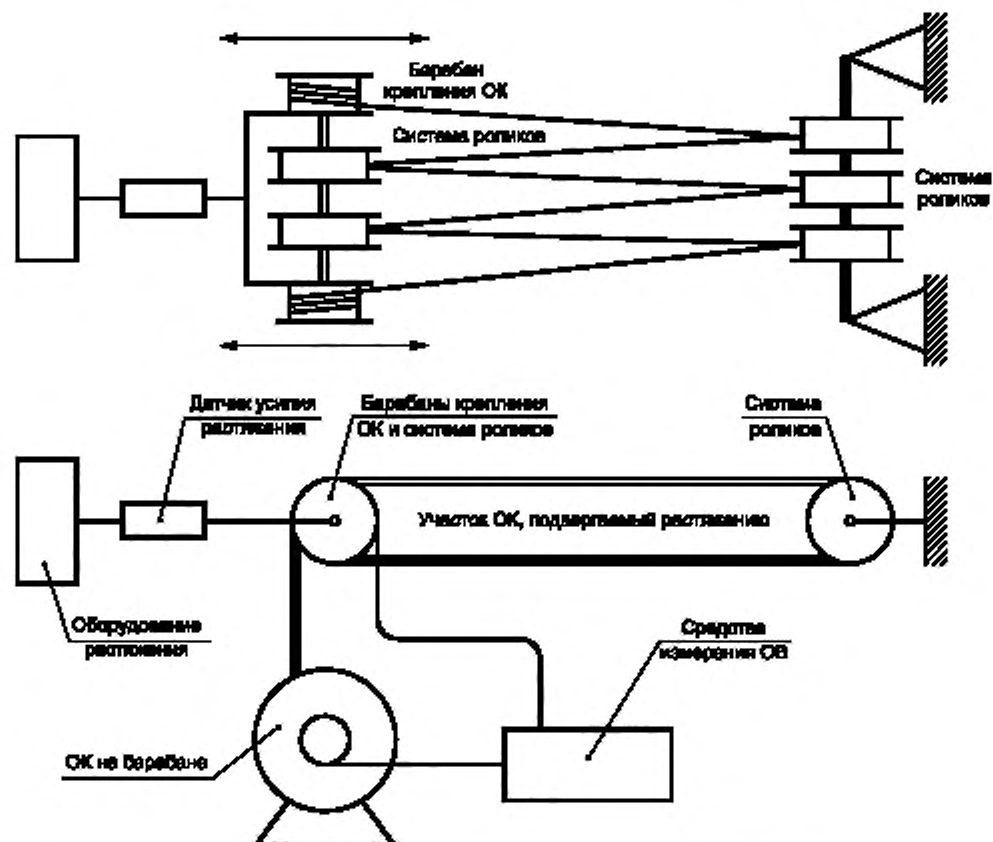 Барабан
крепления ОК
Система роликов
Система
роликов
Датчик усилия
растяжения
Барабаны крепления
ОК и система роликов
Система
роликов
Участок ОК, подвергаемый растяжению
Оборудование
растяжения
Средства
измерения ОВ
ОК на барабане